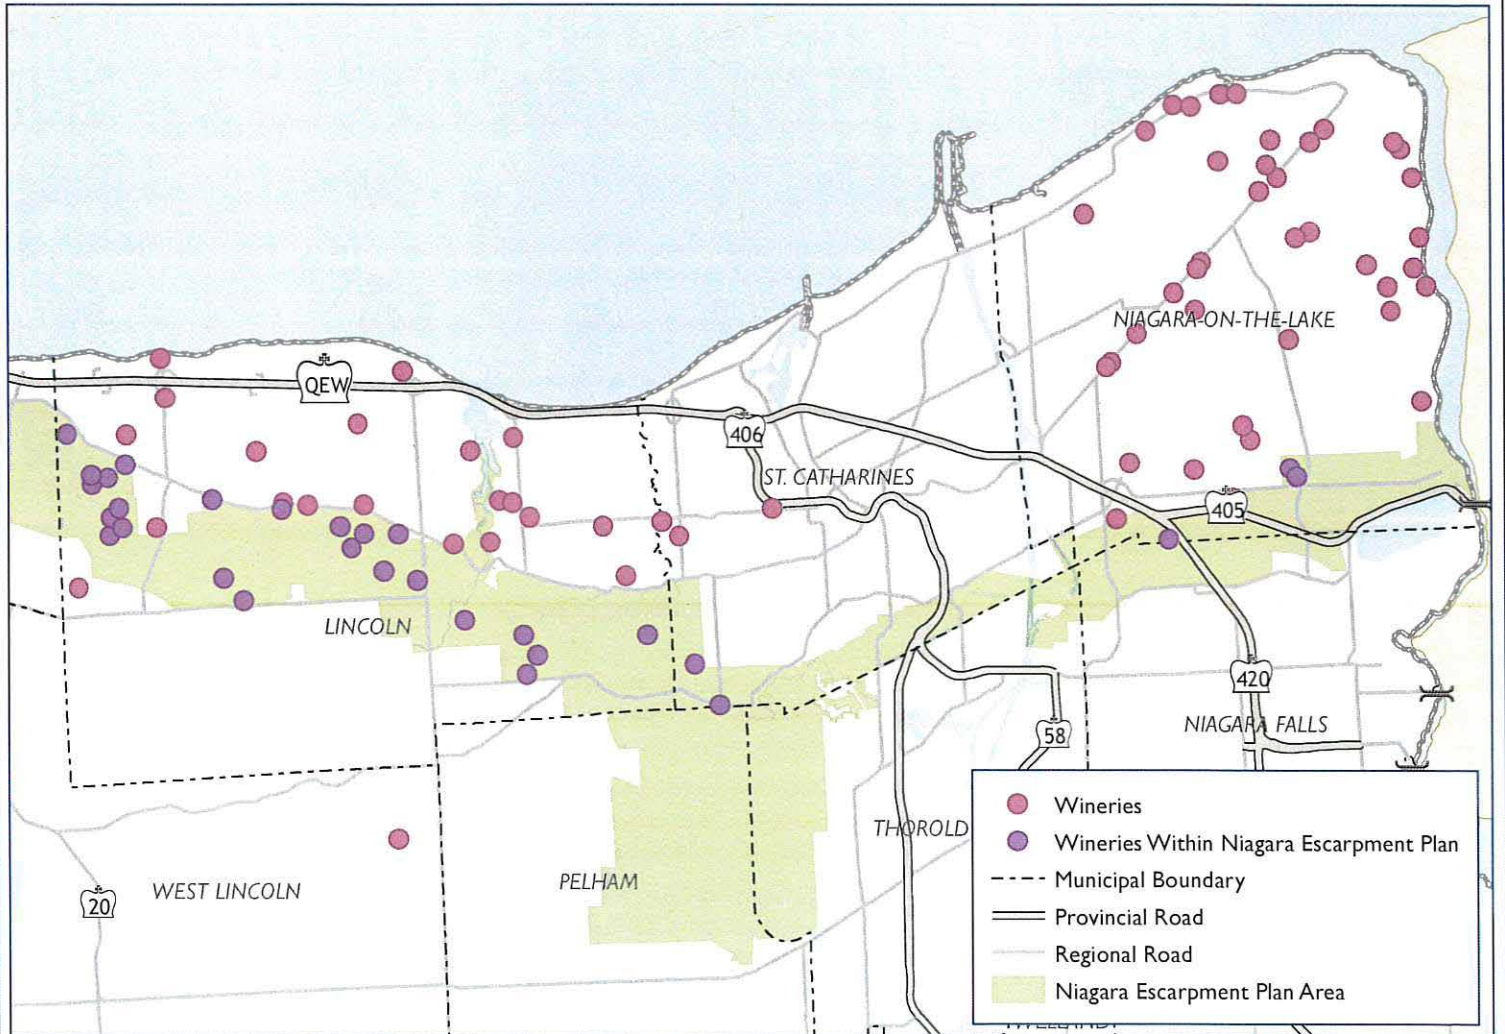 NIAGARA-ON-THE-LAKE
QEW
406
ST. CATHARINES
405
LINCOLN
420
NIAGARA FALLS
58
THOROLD
WEST LINCOLN
PELHAM
20
Wineries
Wineries Within Niagara Escarpment Plan
Municipal Boundary
Provincial Road
Regional Road
Niagara Escarpment Plan Area